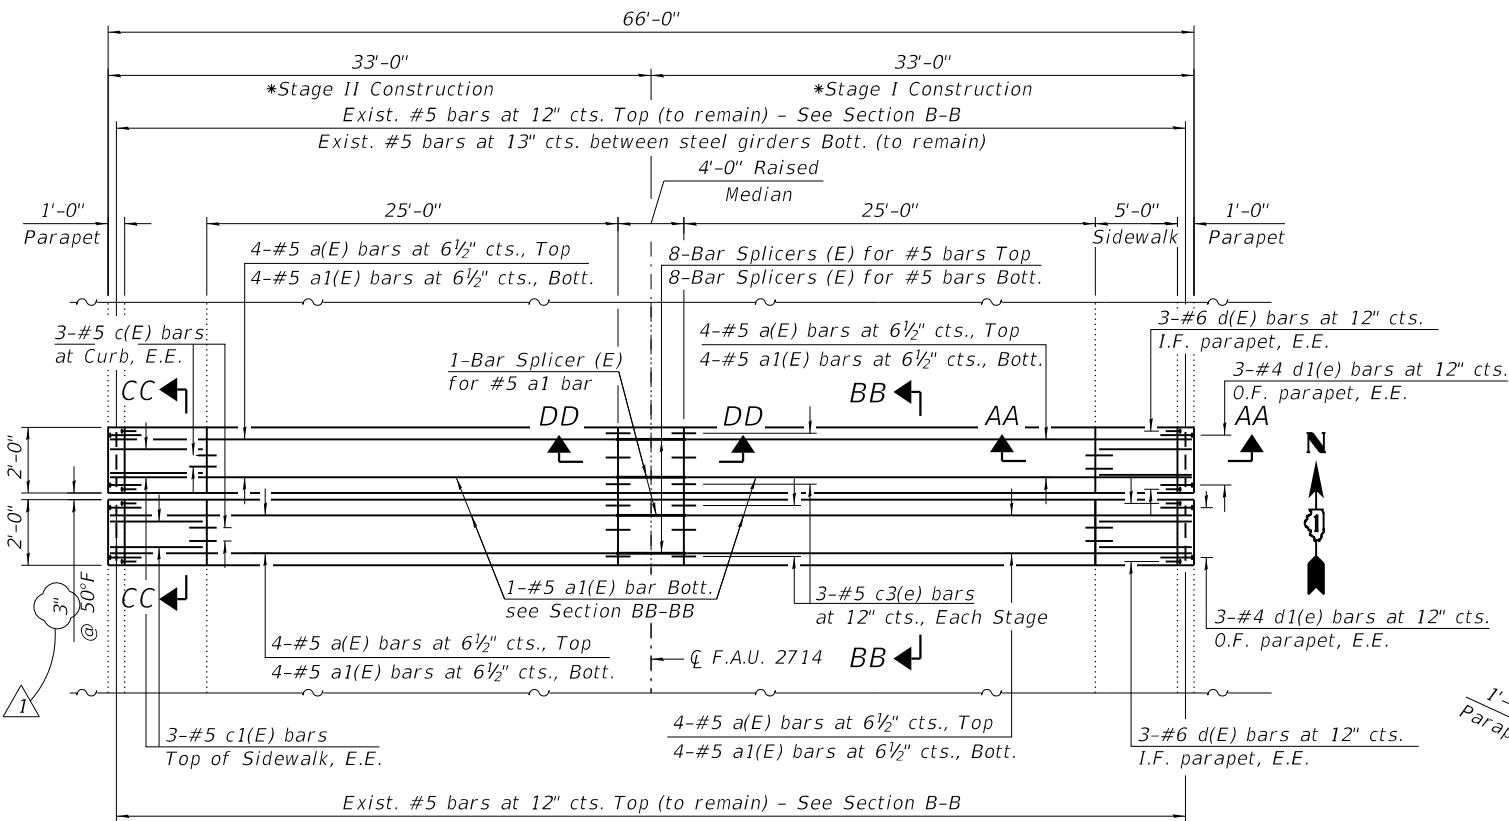 66'-0"
33'-0"
33'-0"
*Stage II Construction
*Stage I Construction
Exist. #5 bars at 12" cts. Top (to remain) – See Section B-B
Exist. #5 bars at 13" cts. between steel girders Bott. (to remain)
4'-0" Raised
Median
1'-0"
Parapet
25'-0"
25'-0"
5'-0"
Sidewalk
1'-0"
Parapet
4-#5 a(E) bars at 6½" cts., Top
4-#5 a1(E) bars at 6½" cts., Bott.
8-Bar Splicers (E) for #5 bars Top
8-Bar Splicers (E) for #5 bars Bott.
3-#5 c(E) bars
at Curb, E.E.
1-Bar Splicer (E)
for #5 a1 bar
4-#5 a(E) bars at 6½" cts., Top
4-#5 a1(E) bars at 6½" cts., Bott.
3-#6 d(E) bars at 12" cts.
I.F. parapet, E.E.
3-#4 d1(e) bars at 12" cts.
O.F. parapet, E.E.
CC
DD
DD
BB
AA
AA
N
2'-0"
2'-0"
1
3"
@ 50°F
CC
1-#5 a1(E) bar Bott.
see Section BB-BB
3-#5 c3(e) bars
at 12" cts., Each Stage
3-#4 d1(e) bars at 12" cts.
O.F. parapet, E.E.
4-#5 a(E) bars at 6½" cts., Top
4-#5 a1(E) bars at 6½" cts., Bott.
℄ F.A.U. 2714
BB
1
3-#5 c1(E) bars
Top of Sidewalk, E.E.
4-#5 a(E) bars at 6½" cts., Top
4-#5 a1(E) bars at 6½" cts., Bott.
3-#6 d(E) bars at 12" cts.
I.F. parapet, E.E.
Exist. #5 bars at 12" cts. Top (to remain) – See Section B-B